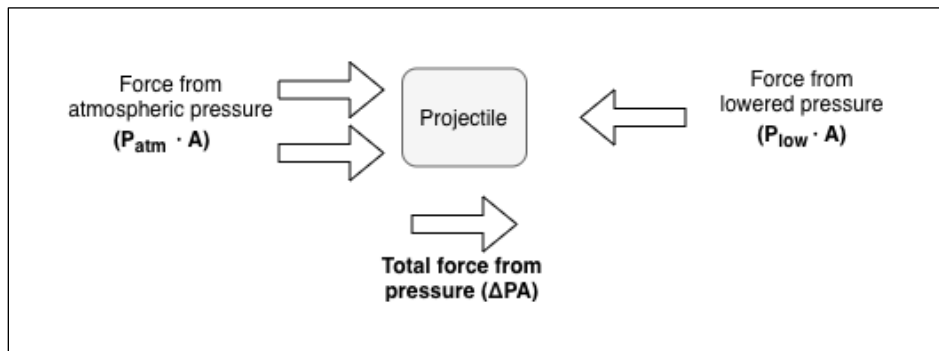 Force from
atmospheric pressure
(Patm · A)
Projectile
Force from
lowered pressure
(Plow · A)
Total force from
pressure (ΔPA)